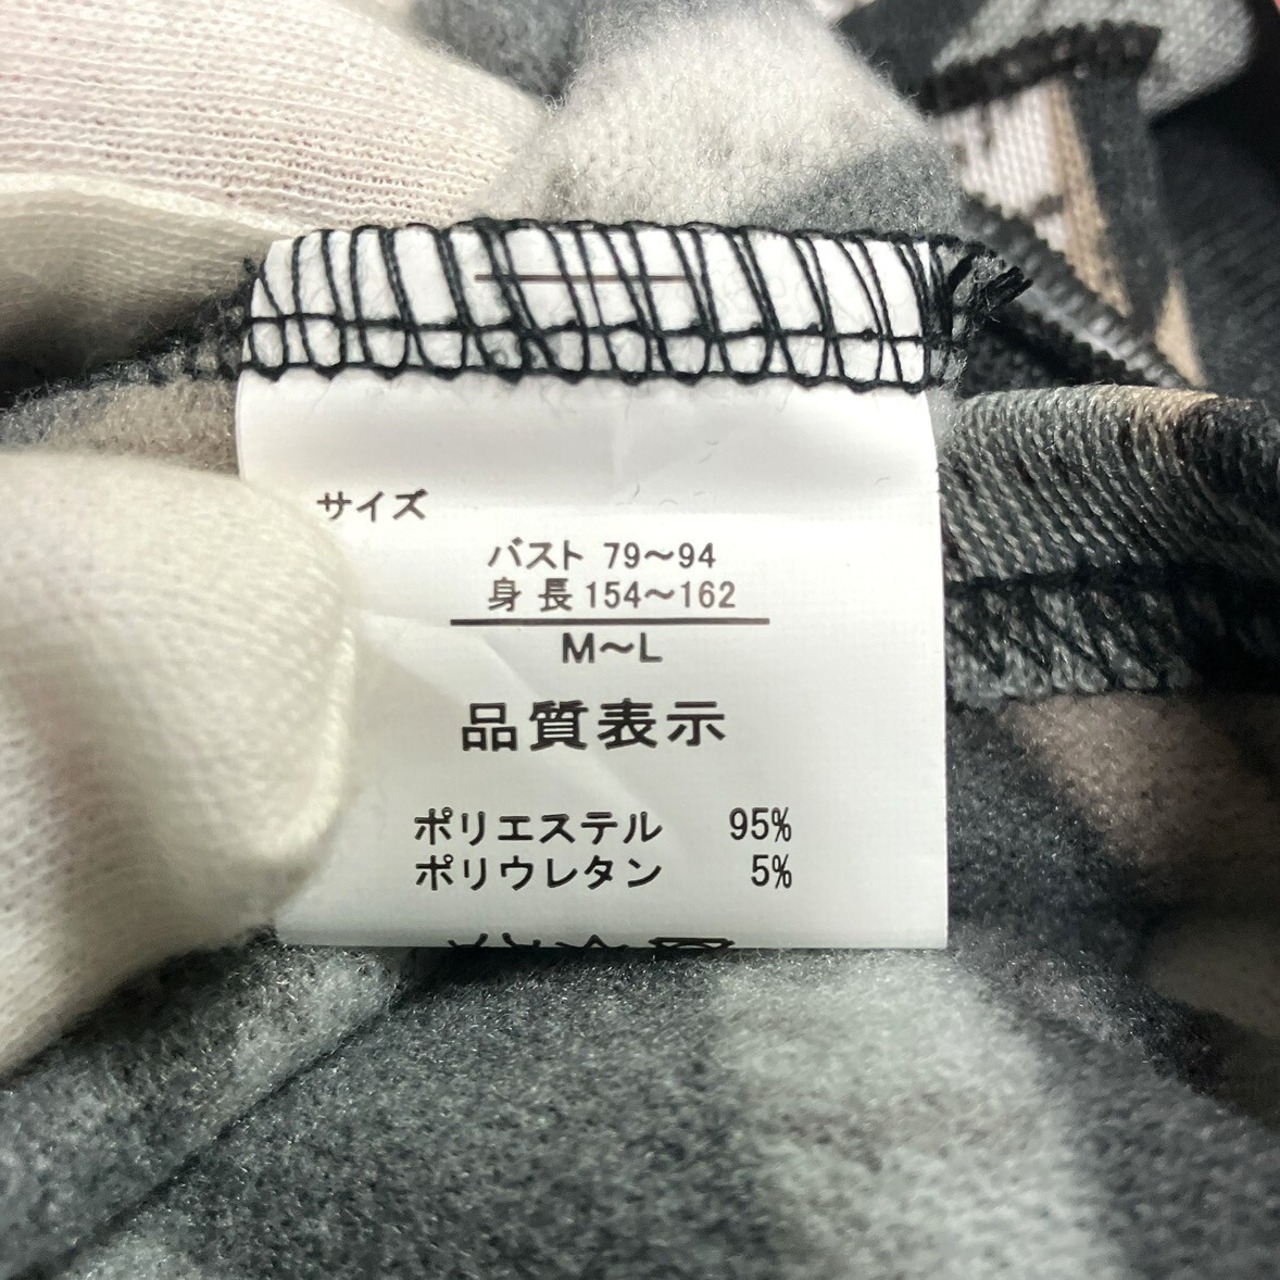 サイズ
バスト 79～94
身長 154～162
M～L
品質表示
ポリエステル 95%
ポリウレタン 5%